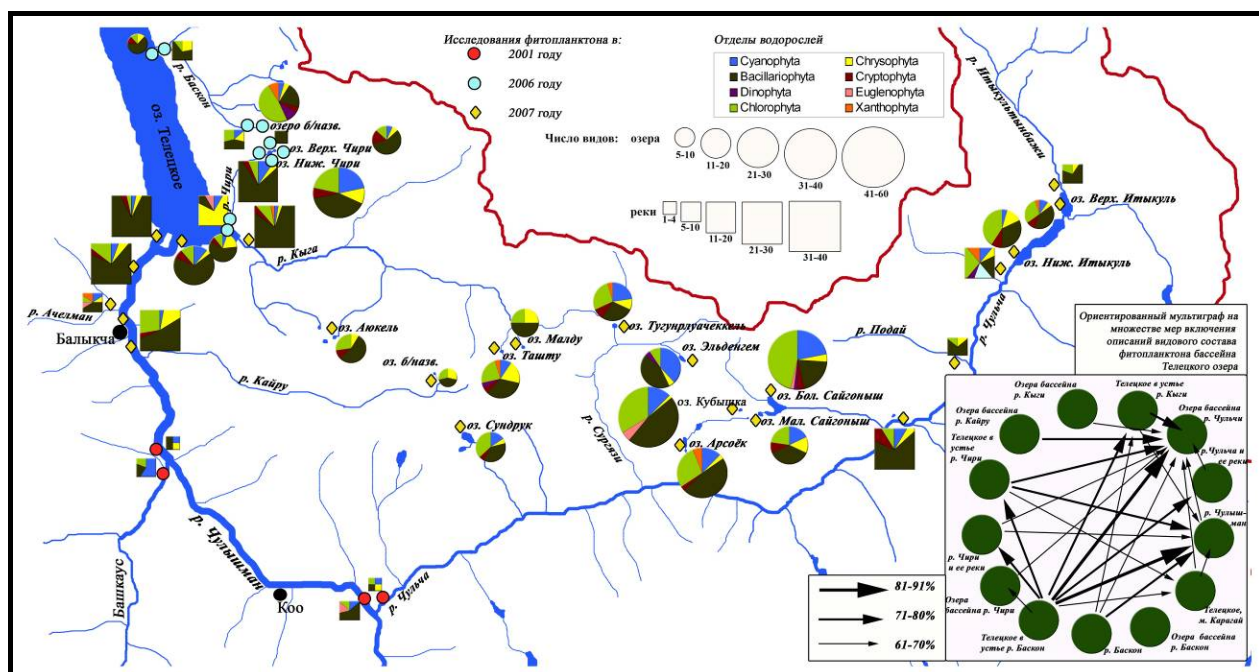 Исследования фитопланктона в:
2001 году
2006 году
2007 году
Отделы водорослей
Cyanophyta
Chrysophyta
Bacillariophyta
Cryptophyta
Dinophyta
Euglenophyta
Chlorophyta
Xanthophyta
Число видов:
озера
5-10
11-20
21-30
31-40
41-60
реки
1-4
5-10
11-20
21-30
31-40
р. Баскон
оз. Телецкое
озеро б/назв.
оз. Верх. Чири
оз. Ниж. Чири
р. Чири
р. Кыга
р. Ачелман
Балыкча
оз. Аюкель
оз. Малду
оз. Ташту
оз. б/назв.
р. Кайру
оз. Тугунрлуачеккель
оз. Эльденгем
оз. Кубышка
оз. Бол. Сайгоныш
оз. Мал. Сайгоныш
оз. Арсоёк
оз. Сундрук
р. Сургязи
р. Подай
р. Чульча
оз. Ниж. Итыкуль
оз. Верх. Итыкуль
р. Итыкультынбажи
р. Чулышман
Башкаус
Коо
р. Чульча
Ориентированный мультиграф на
множестве мер включения
описаний видового состава
фитопланктона бассейна
Телецкого озера
Озера бассейна
р. Кыги
Телецкое в устье
р. Кыги
Озера бассейна
р. Чульчи
Озера бассейна
р. Кайру
Телецкое в
устье
р. Чири
р. Чульча и
ее реки
р. Чулыш-
ман
р. Чири
и ее реки
Озера
бассейна р. Чири
Телецкое в
устье р. Баскон
р. Баскон
Озера бассейна
р. Баскон
Телецкое,
м. Карагай
81-91%
71-80%
61-70%